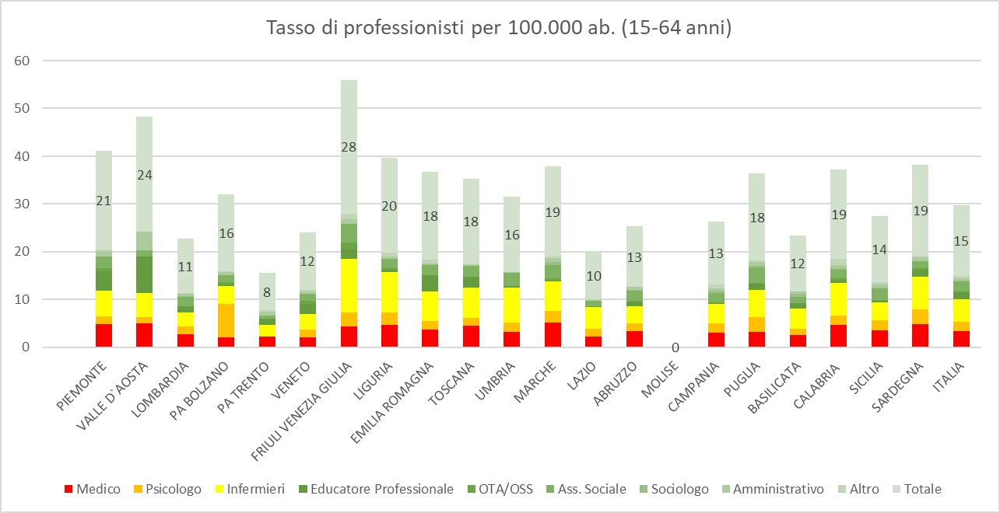 Tasso di professionisti per 100.000 ab. (15-64 anni)
60
50
40
30
20
10
0
21
24
11
16
8
12
28
20
18
18
16
19
10
13
0
13
18
12
19
14
19
15
PIEMONTE
VALLE D`AOSTA
LOMBARDIA
PA BOLZANO
PA TRENTO
VENETO
FRIULI VENEZIA GIULIA
LIGURIA
EMILIA ROMAGNA
TOSCANA
UMBRIA
MARCHE
LAZIO
ABRUZZO
MOLISE
CAMPANIA
PUGLIA
BASILICATA
CALABRIA
SICILIA
SARDEGNA
ITALIA
Medico Psicologo Infermieri Educatore Professionale OTA/OSS Ass. Sociale Sociologo Amministrativo Altro Totale